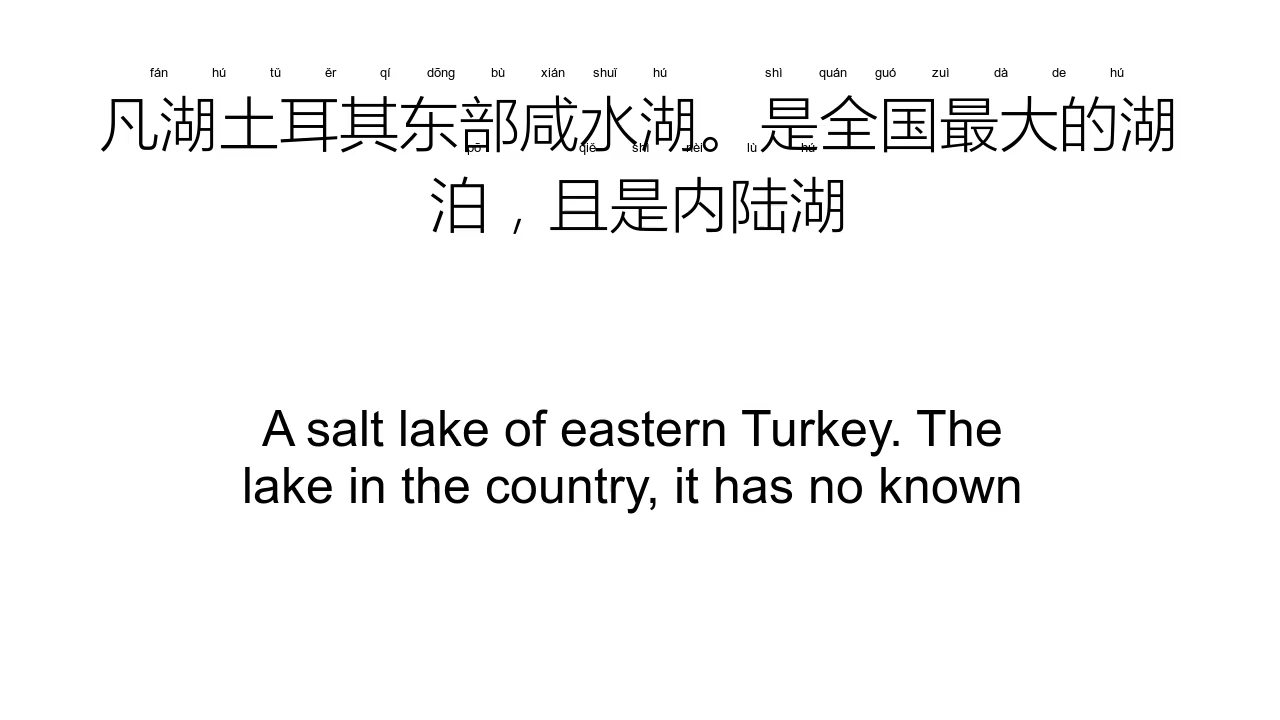 fán hú tǔ ěr qí dōng bù xián shuǐ hú shì quán guó zuì dà de hú
凡湖土耳其东部咸水湖。是全国最大的湖
pō qiě shì nèi lù hú
泊，且是内陆湖
A salt lake of eastern Turkey. The
lake in the country, it has no known